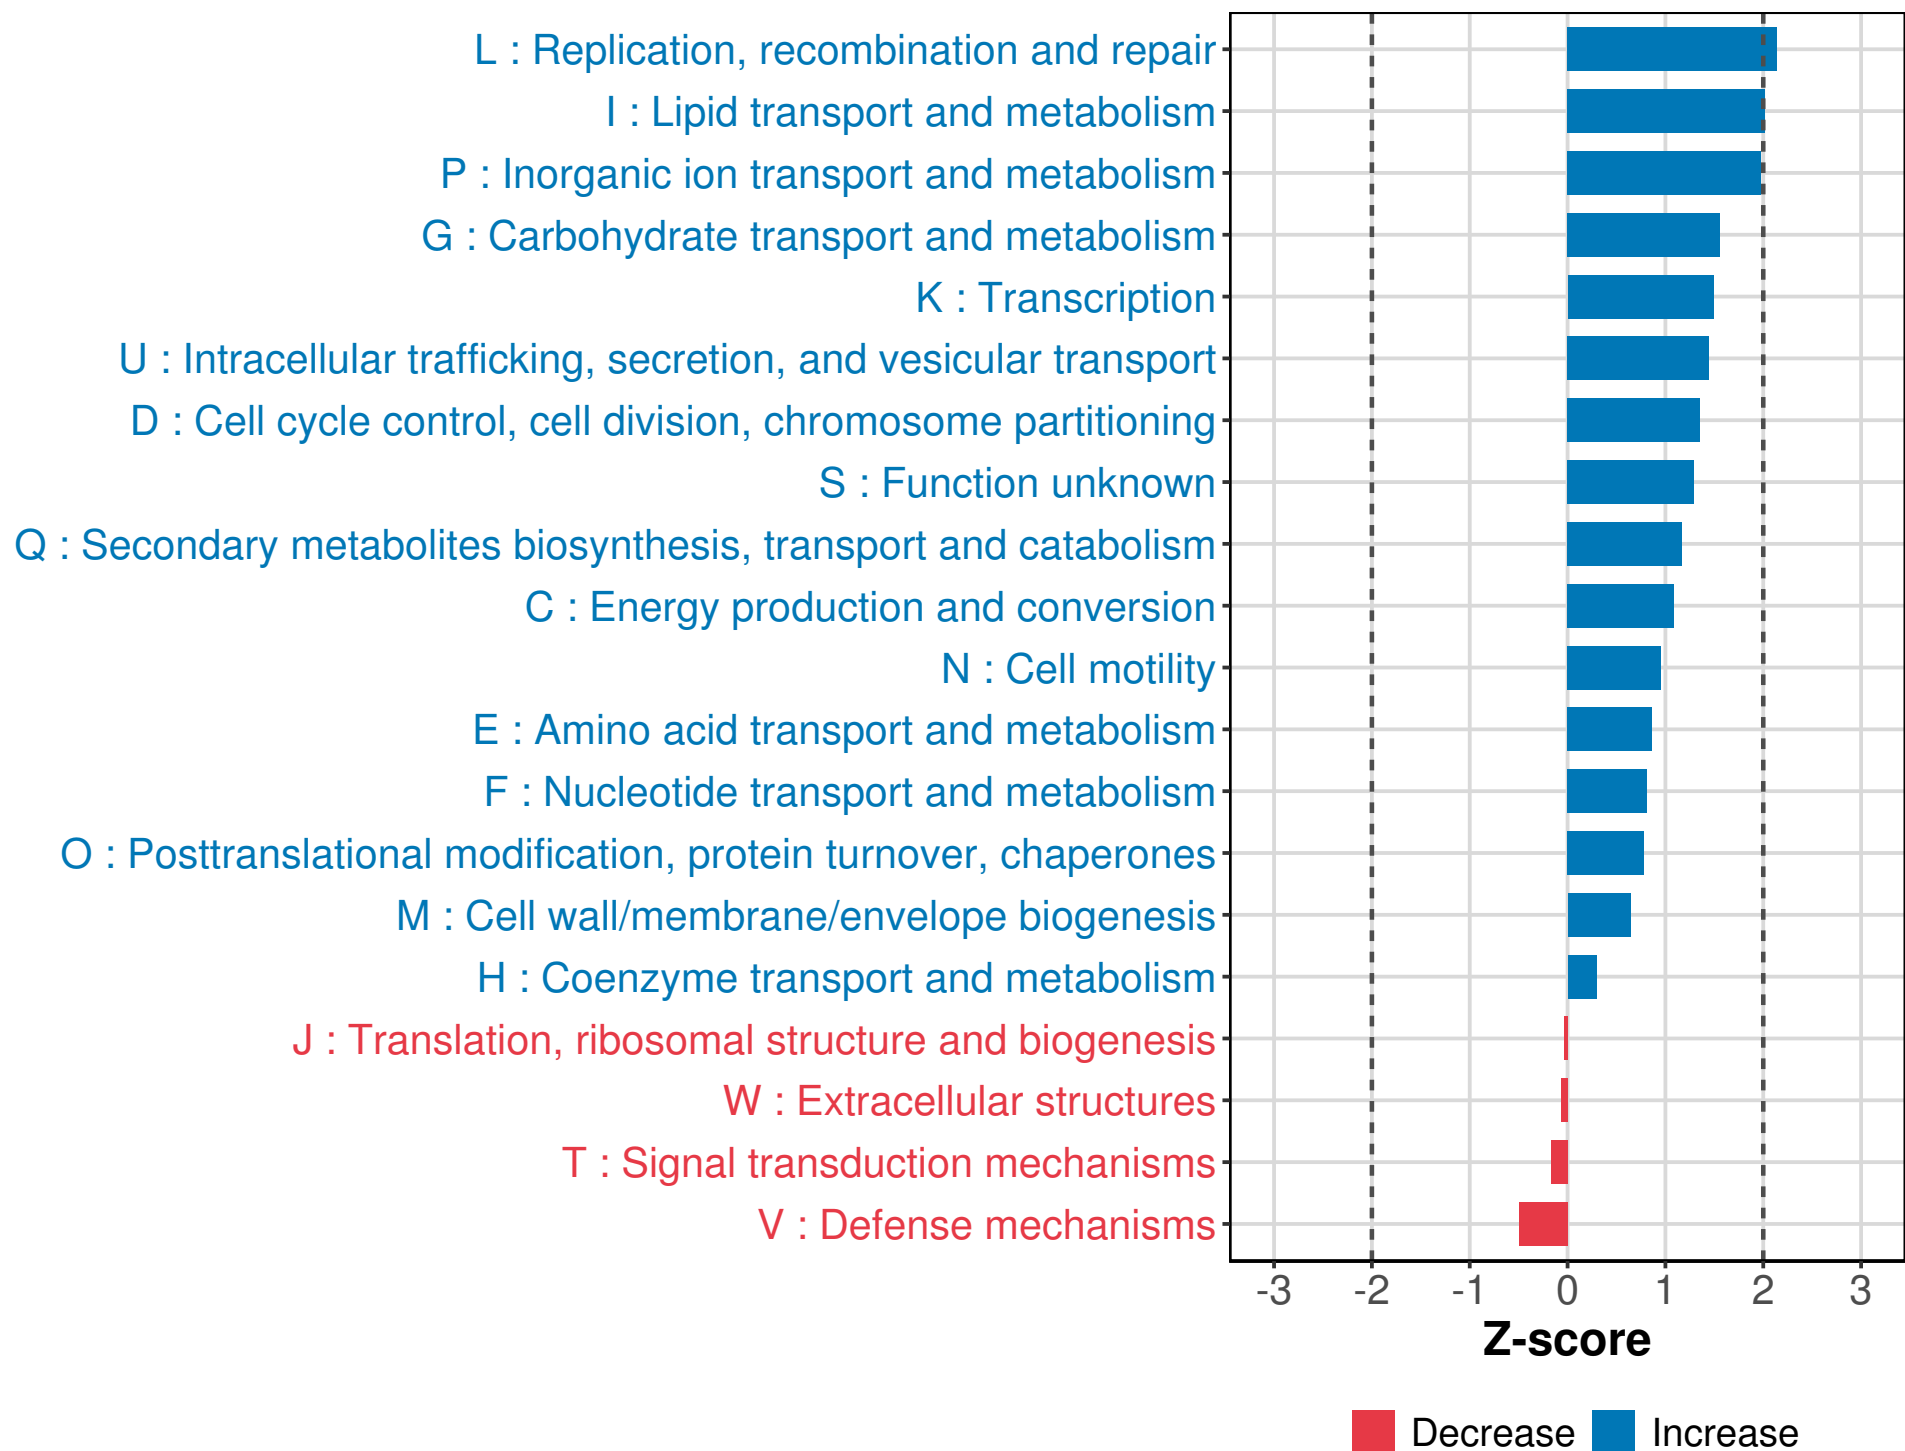 L : Replication, recombination and repair
I : Lipid transport and metabolism
P : Inorganic ion transport and metabolism
G : Carbohydrate transport and metabolism
K : Transcription
U : Intracellular trafficking, secretion, and vesicular transport
D : Cell cycle control, cell division, chromosome partitioning
S : Function unknown
Q : Secondary metabolites biosynthesis, transport and catabolism
C : Energy production and conversion
N : Cell motility
E : Amino acid transport and metabolism
F : Nucleotide transport and metabolism
O : Posttranslational modification, protein turnover, chaperones
M : Cell wall/membrane/envelope biogenesis
H : Coenzyme transport and metabolism
J : Translation, ribosomal structure and biogenesis
W : Extracellular structures
T : Signal transduction mechanisms
V : Defense mechanisms
-3 -2 -1 0 1 2 3
Z-score
Decrease Increase